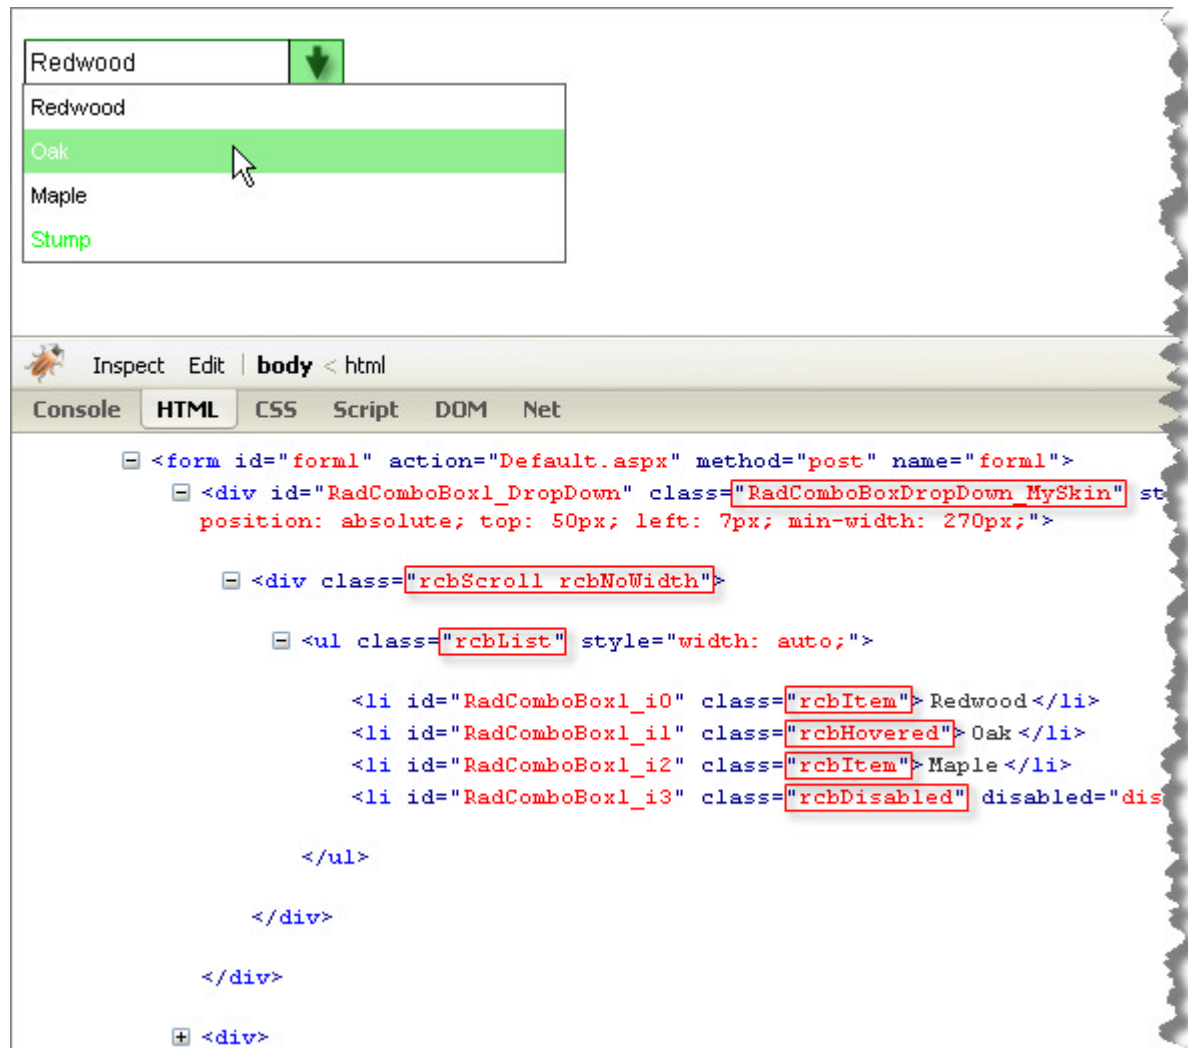 Redwood
Redwood
Oak
Maple
Stump
Inspect Edit | body < html
Console HTML CSS Script DOM Net
<form id="form1" action="Default.aspx" method="post" name="form1">
<div id="RadComboBox1_DropDown" class="RadComboBoxDropDown_MySkin" st
position: absolute; top: 50px; left: 7px; min-width: 270px;">
<div class="rcbScroll rcbNoWidth">
<ul class="rcbList" style="width: auto;">
<li id="RadComboBox1_i0" class="rcbItem"> Redwood </li>
<li id="RadComboBox1_i1" class="rcbHovered"> Oak </li>
<li id="RadComboBox1_i2" class="rcbItem"> Maple </li>
<li id="RadComboBox1_i3" class="rcbDisabled" disabled="dis
</ul>
</div>
</div>
<div>